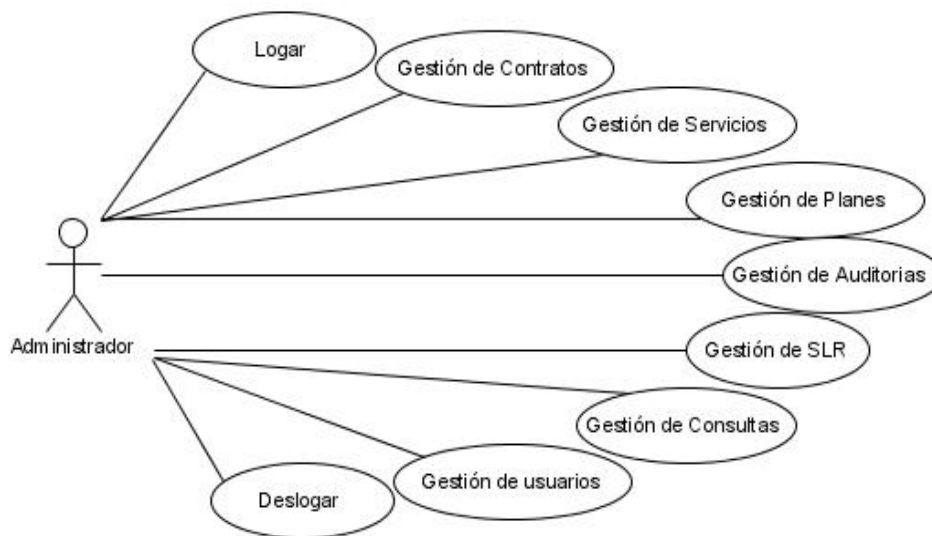 Logar
Gestión de Contratos
Gestión de Servicios
Gestión de Planes
Gestión de Auditorias
Administrador
Gestión de SLR
Gestión de Consultas
Gestión de usuarios
Deslogar